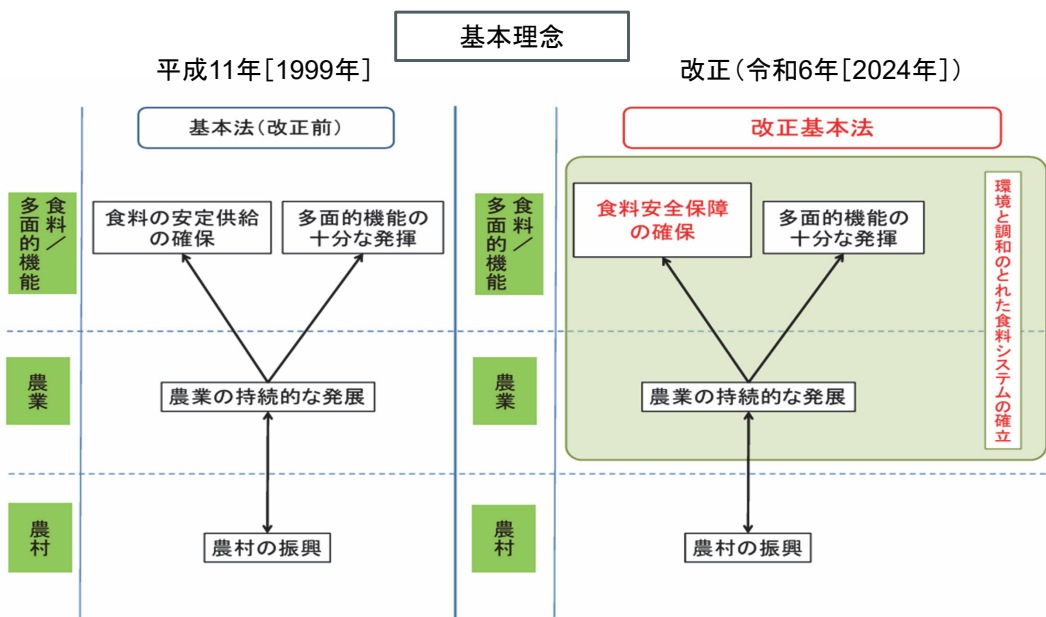 基本理念
平成11年[1999年]
基本法(改正前)
食料／
多面的機能
食料の安定供給
の確保
多面的機能の
十分な発揮
農業
農業の持続的な発展
農村
農村の振興
改正(令和6年[2024年])
改正基本法
食料／
多面的機能
食料安全保障
の確保
多面的機能の
十分な発揮
環境と調和のとれた食料システムの確立
農業
農業の持続的な発展
農村
農村の振興